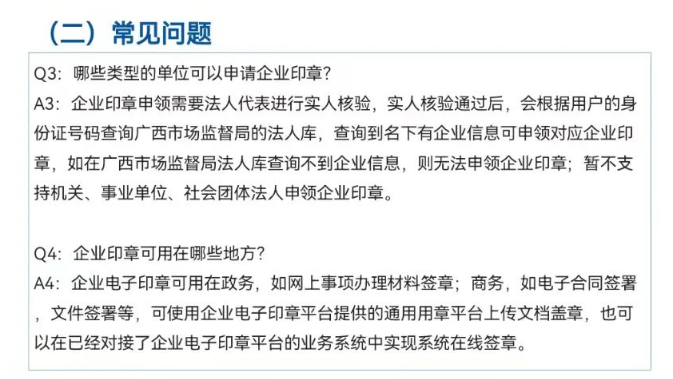 （二）常见问题
Q3：哪些类型的单位可以申请企业印章？
A3：企业印章申领需要法人代表进行实人核验，实人核验通过后，会根据用户的身
份证号码查询广西市场监督局的法人库，查询到名下有企业信息可申领对应企业印
章，如在广西市场监督局法人库查询不到企业信息，则无法申领企业印章；暂不支
持机关、事业单位、社会团体法人申领企业印章。
Q4：企业印章可用在哪些地方？
A4：企业电子印章可用在政务，如网上事项办理材料签章；商务，如电子合同签署
，文件签署等，可使用企业电子印章平台提供的通用用章平台上传文档盖章，也可
以在已经对接了企业电子印章平台的业务系统中实现系统在线签章。